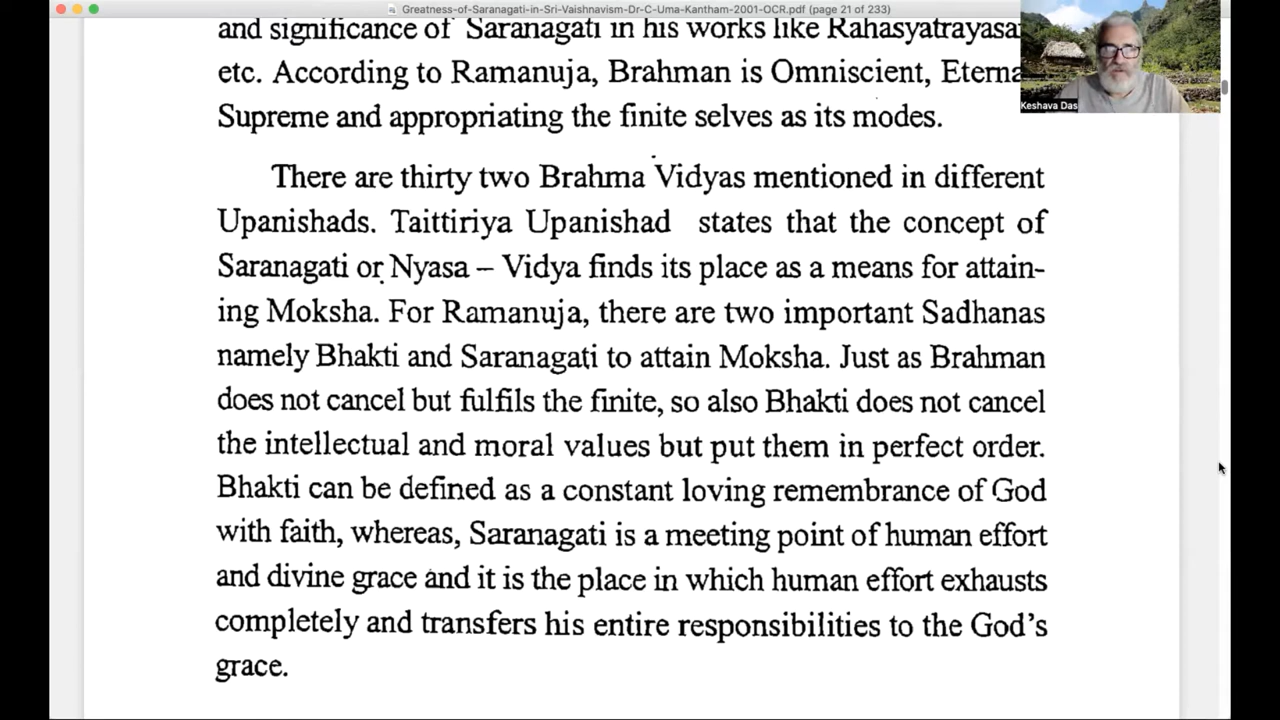 Greatness-of-Saranagati-in-Sri-Vaishnavism-Dr-C-Uma-Kantham-2001-OCR.pdf (page 21 of 233)
and significance of Saranagati in his works like
etc. According to Ramanuja, Brahman is Omniscient,
Supreme and appropriating the finite selves as its modes.
Keshava Das
There are thirty two Brahma Vidyas mentioned in different
Upanishads. Taittiriya Upanishad states that the concept of
Saranagati or Nyasa – Vidya finds its place as a means for attain-
ing Moksha. For Ramanuja, there are two important Sadhanas
namely Bhakti and Saranagati to attain Moksha. Just as Brahman
does not cancel but fulfils the finite, so also Bhakti does not cancel
the intellectual and moral values but put them in perfect order.
Bhakti can be defined as a constant loving remembrance of God
with faith, whereas, Saranagati is a meeting point of human effort
and divine grace and it is the place in which human effort exhausts
completely and transfers his entire responsibilities to the God's
grace.